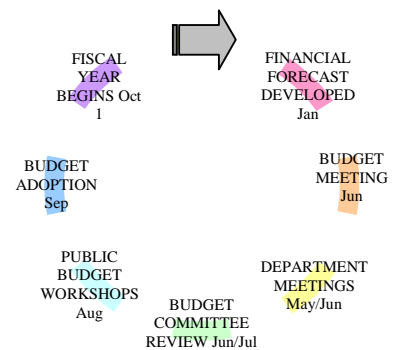 FISCAL
YEAR
BEGINS Oct
1
FINANCIAL
FORECAST
DEVELOPED
Jan
BUDGET
MEETING
Jun
DEPARTMENT
MEETINGS
May/Jun
BUDGET
COMMITTEE
REVIEW Jun/Jul
PUBLIC
BUDGET
WORKSHOPS
Aug
BUDGET
ADOPTION
Sep